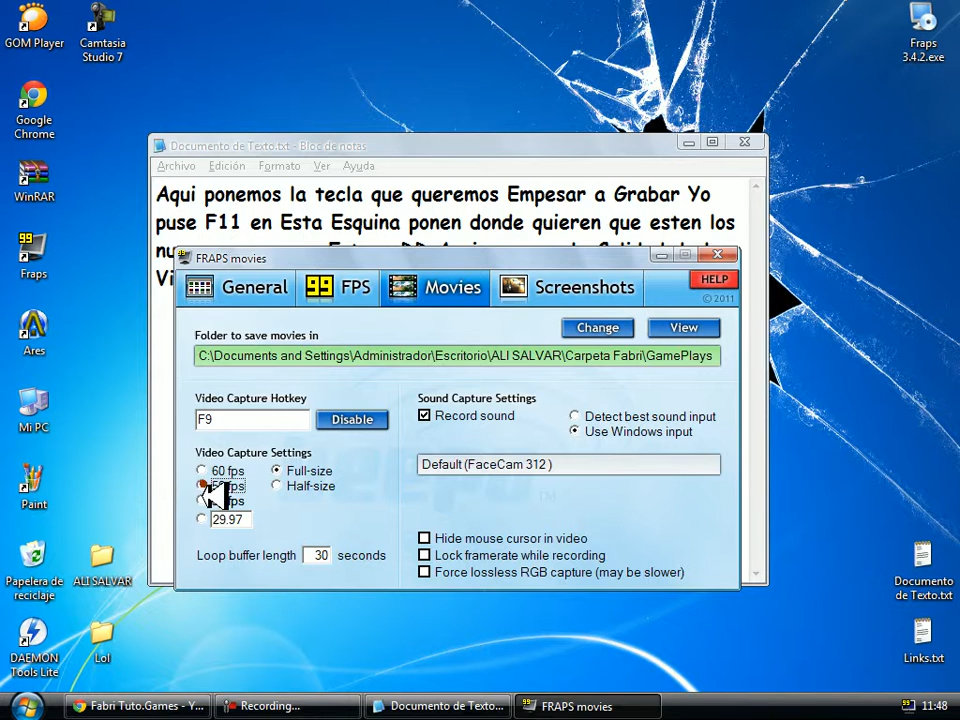 GOM Player
Camtasia
Studio 7
Fraps
3.4.2.exe
Google
Chrome
WinRAR
Fraps
Ares
Mi PC
Paint
Papelera de
reciclaje
ALI SALVAR
DAEMON
Tools Lite
Lol
Documento
de Texto.txt
Links.txt
Documento de Texto.txt - Bloc de notas
Archivo Edición Formato Ver Ayuda
Aqui ponemos la tecla que queremos Empesar a Grabar Yo
puse F11 en Esta Esquina ponen donde quieren que esten los
99 FRAPS movies
General 99 FPS Movies Screenshots HELP
© 2011
Folder to save movies in Change View
C:\Documents and Settings\Administrador\Escritorio\ALI SALVAR\Carpeta Fabri\GamePlays
Video Capture Hotkey
F9 Disable
Video Capture Settings
60 fps Full-size
fps Half-size
fps
29.97
Loop buffer length 30 seconds
Sound Capture Settings
Record sound Detect best sound input
Use Windows input
Default (FaceCam 312 )
Hide mouse cursor in video
Lock framerate while recording
Force lossless RGB capture (may be slower)
Fabri Tuto.Games - Y... Recording... Documento de Texto... 99 FRAPS movies 99 11:48